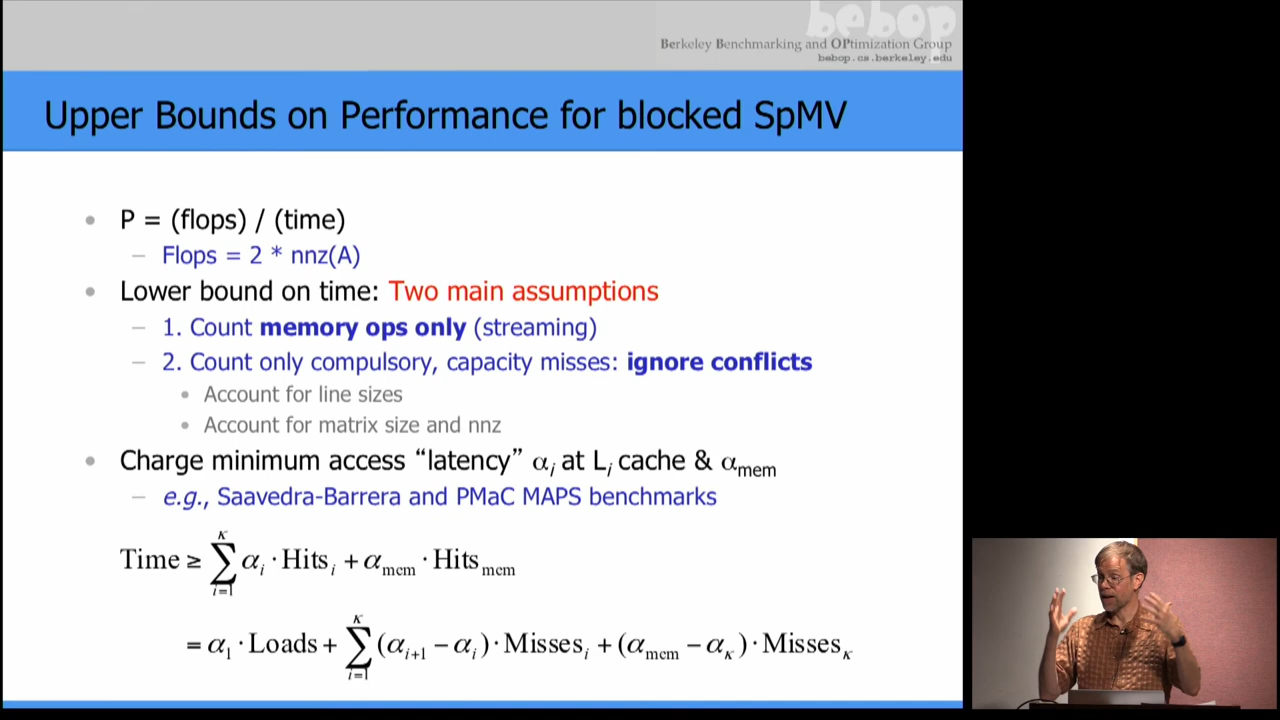 bebop
Berkeley Benchmarking and OPtimization Group
bebop.cs.berkeley.edu
Upper Bounds on Performance for blocked SpMV
• P = (flops) / (time)
– Flops = 2 * nnz(A)
• Lower bound on time: Two main assumptions
– 1. Count memory ops only (streaming)
– 2. Count only compulsory, capacity misses: ignore conflicts
• Account for line sizes
• Account for matrix size and nnz
• Charge minimum access “latency” αi at Li cache & αmem
– e.g., Saavedra-Barrera and PMaC MAPS benchmarks
Time ≥ ∑_{i=1}^{κ} αi · Hitsi + αmem · Hitsmem
= α1 · Loads + ∑_{i=1}^{κ} (αi+1 − αi) · Missesi + (αmem − ακ) · Missesκ